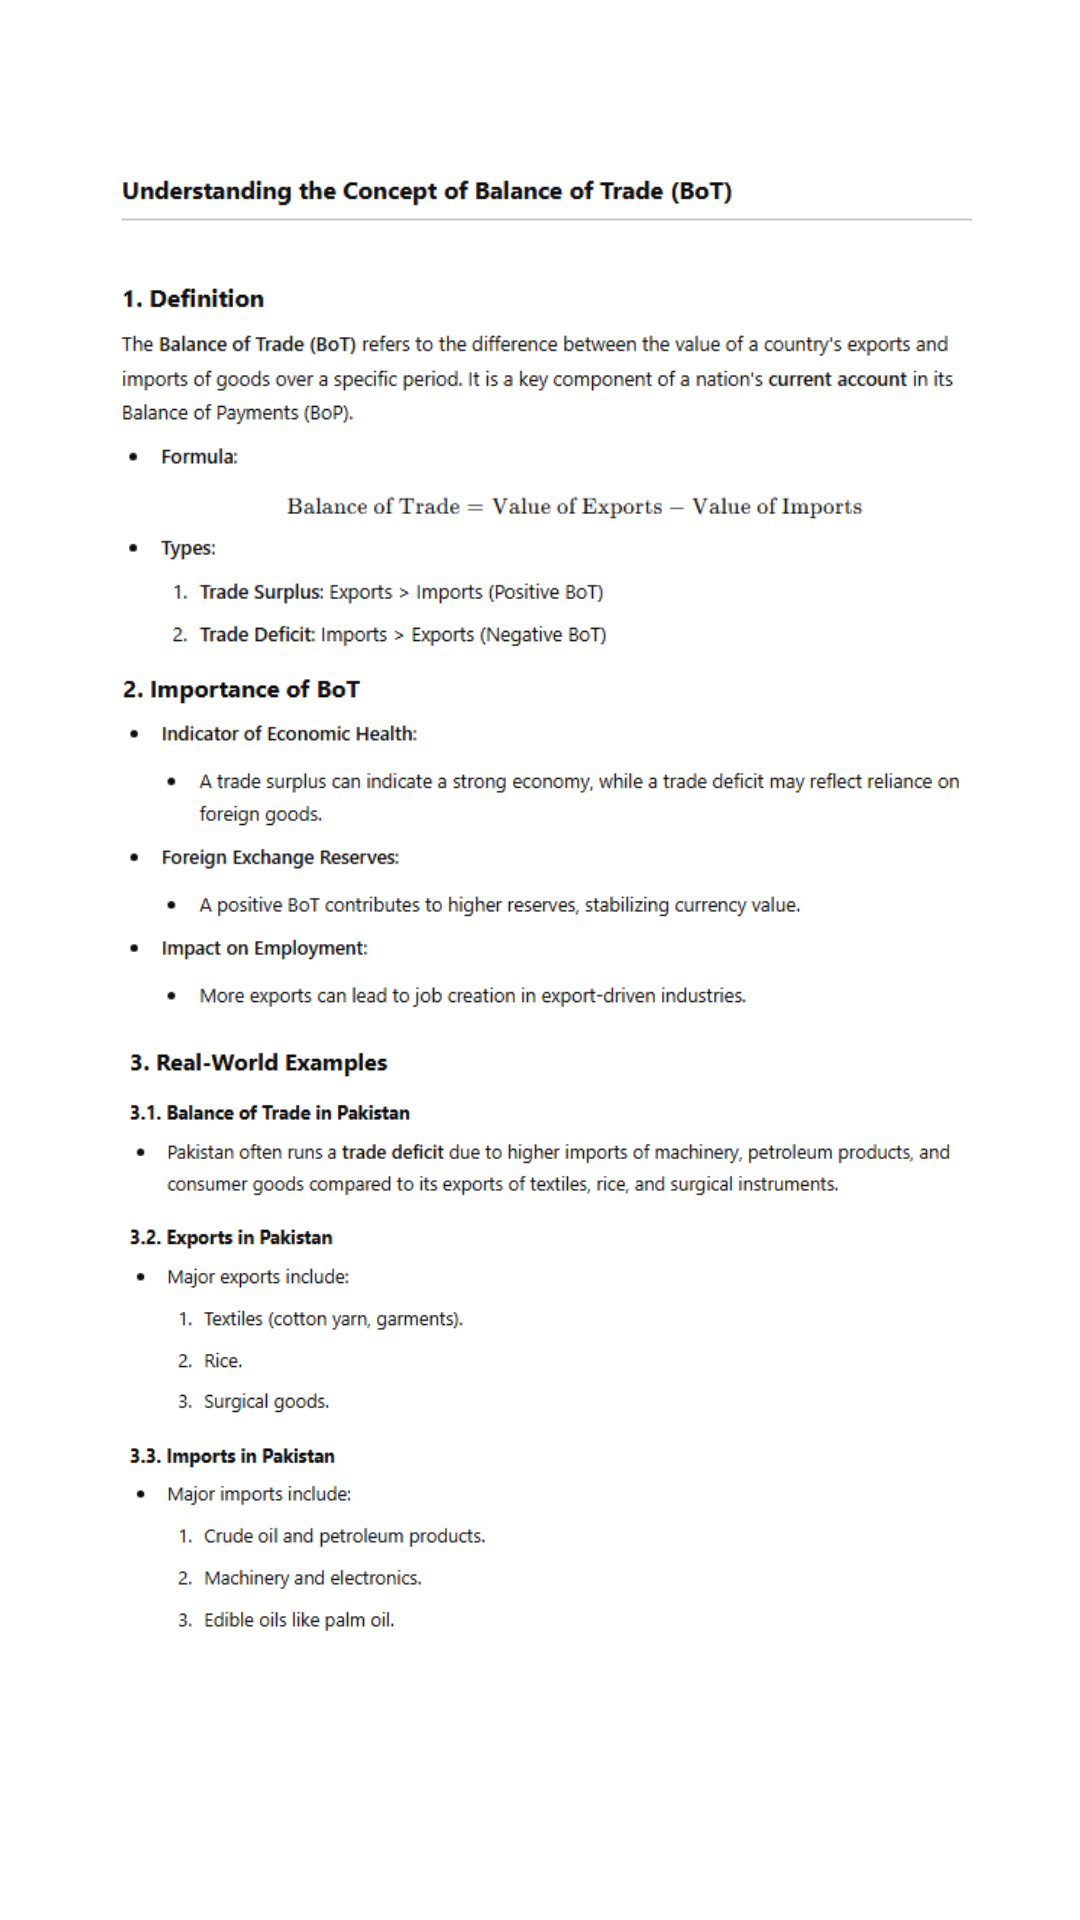 Understanding the Concept of Balance of Trade (BoT)
1. Definition
The Balance of Trade (BoT) refers to the difference between the value of a country's exports and
imports of goods over a specific period. It is a key component of a nation's current account in its
Balance of Payments (BoP).
• Formula:
Balance of Trade = Value of Exports − Value of Imports
• Types:
1. Trade Surplus: Exports > Imports (Positive BoT)
2. Trade Deficit: Imports > Exports (Negative BoT)
2. Importance of BoT
• Indicator of Economic Health:
• A trade surplus can indicate a strong economy, while a trade deficit may reflect reliance on
foreign goods.
• Foreign Exchange Reserves:
• A positive BoT contributes to higher reserves, stabilizing currency value.
• Impact on Employment:
• More exports can lead to job creation in export-driven industries.
3. Real-World Examples
3.1. Balance of Trade in Pakistan
• Pakistan often runs a trade deficit due to higher imports of machinery, petroleum products, and
consumer goods compared to its exports of textiles, rice, and surgical instruments.
3.2. Exports in Pakistan
• Major exports include:
1. Textiles (cotton yarn, garments).
2. Rice.
3. Surgical goods.
3.3. Imports in Pakistan
• Major imports include:
1. Crude oil and petroleum products.
2. Machinery and electronics.
3. Edible oils like palm oil.